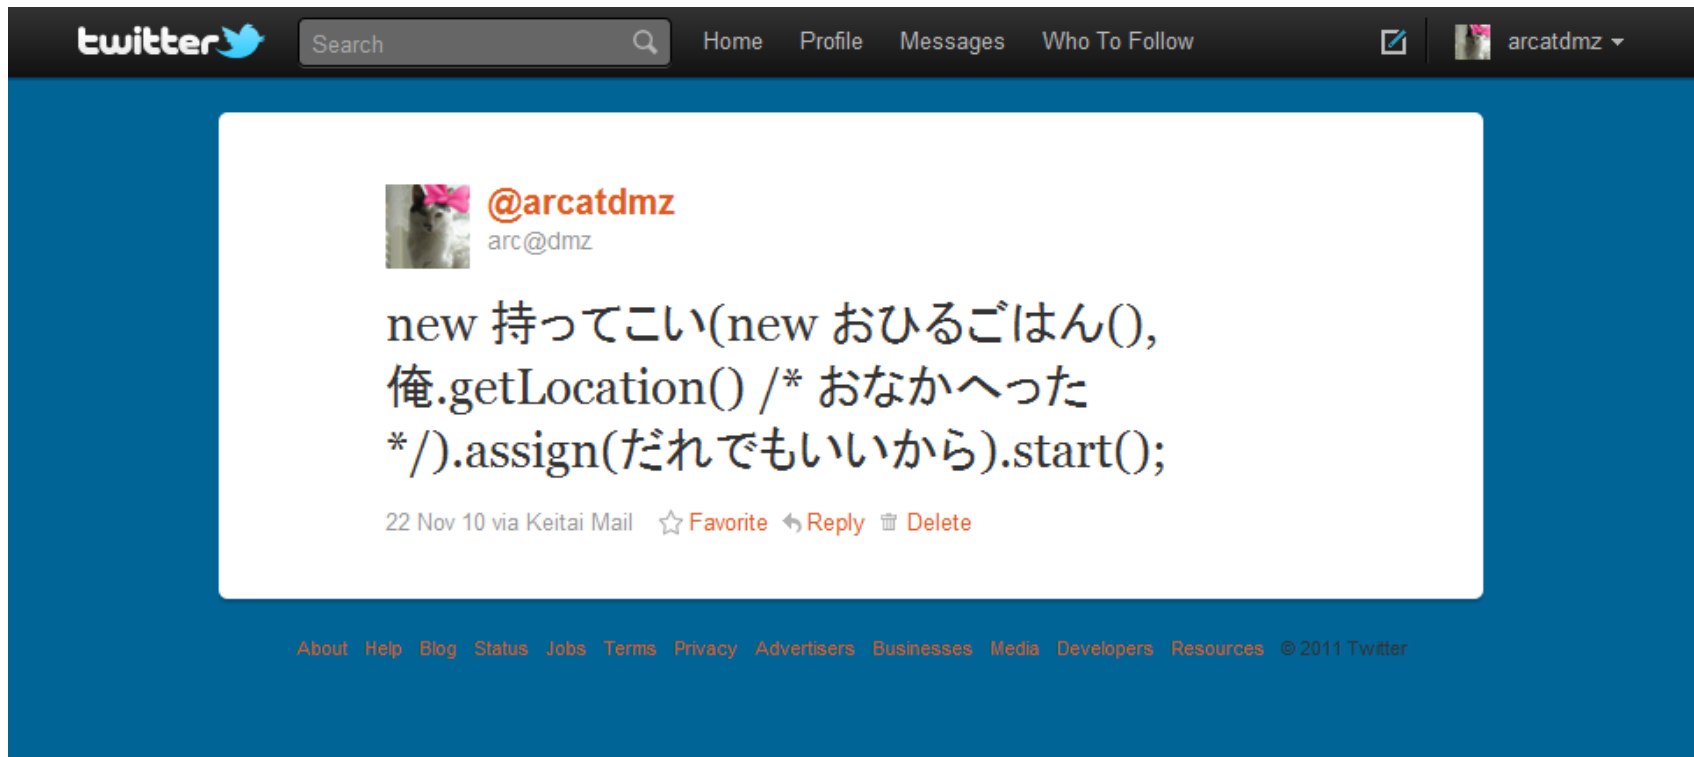 twitter Search Home Profile Messages Who To Follow arcatdmz
@arcatdmz
arc@dmz
new 持ってこい(new おひるごはん(),
俺.getLocation() /* おなかへった
*/).assign(だれでもいいから).start();
22 Nov 10 via Keitai Mail Favorite Reply Delete
About Help Blog Status Jobs Terms Privacy Advertisers Businesses Media Developers Resources © 2011 Twitter